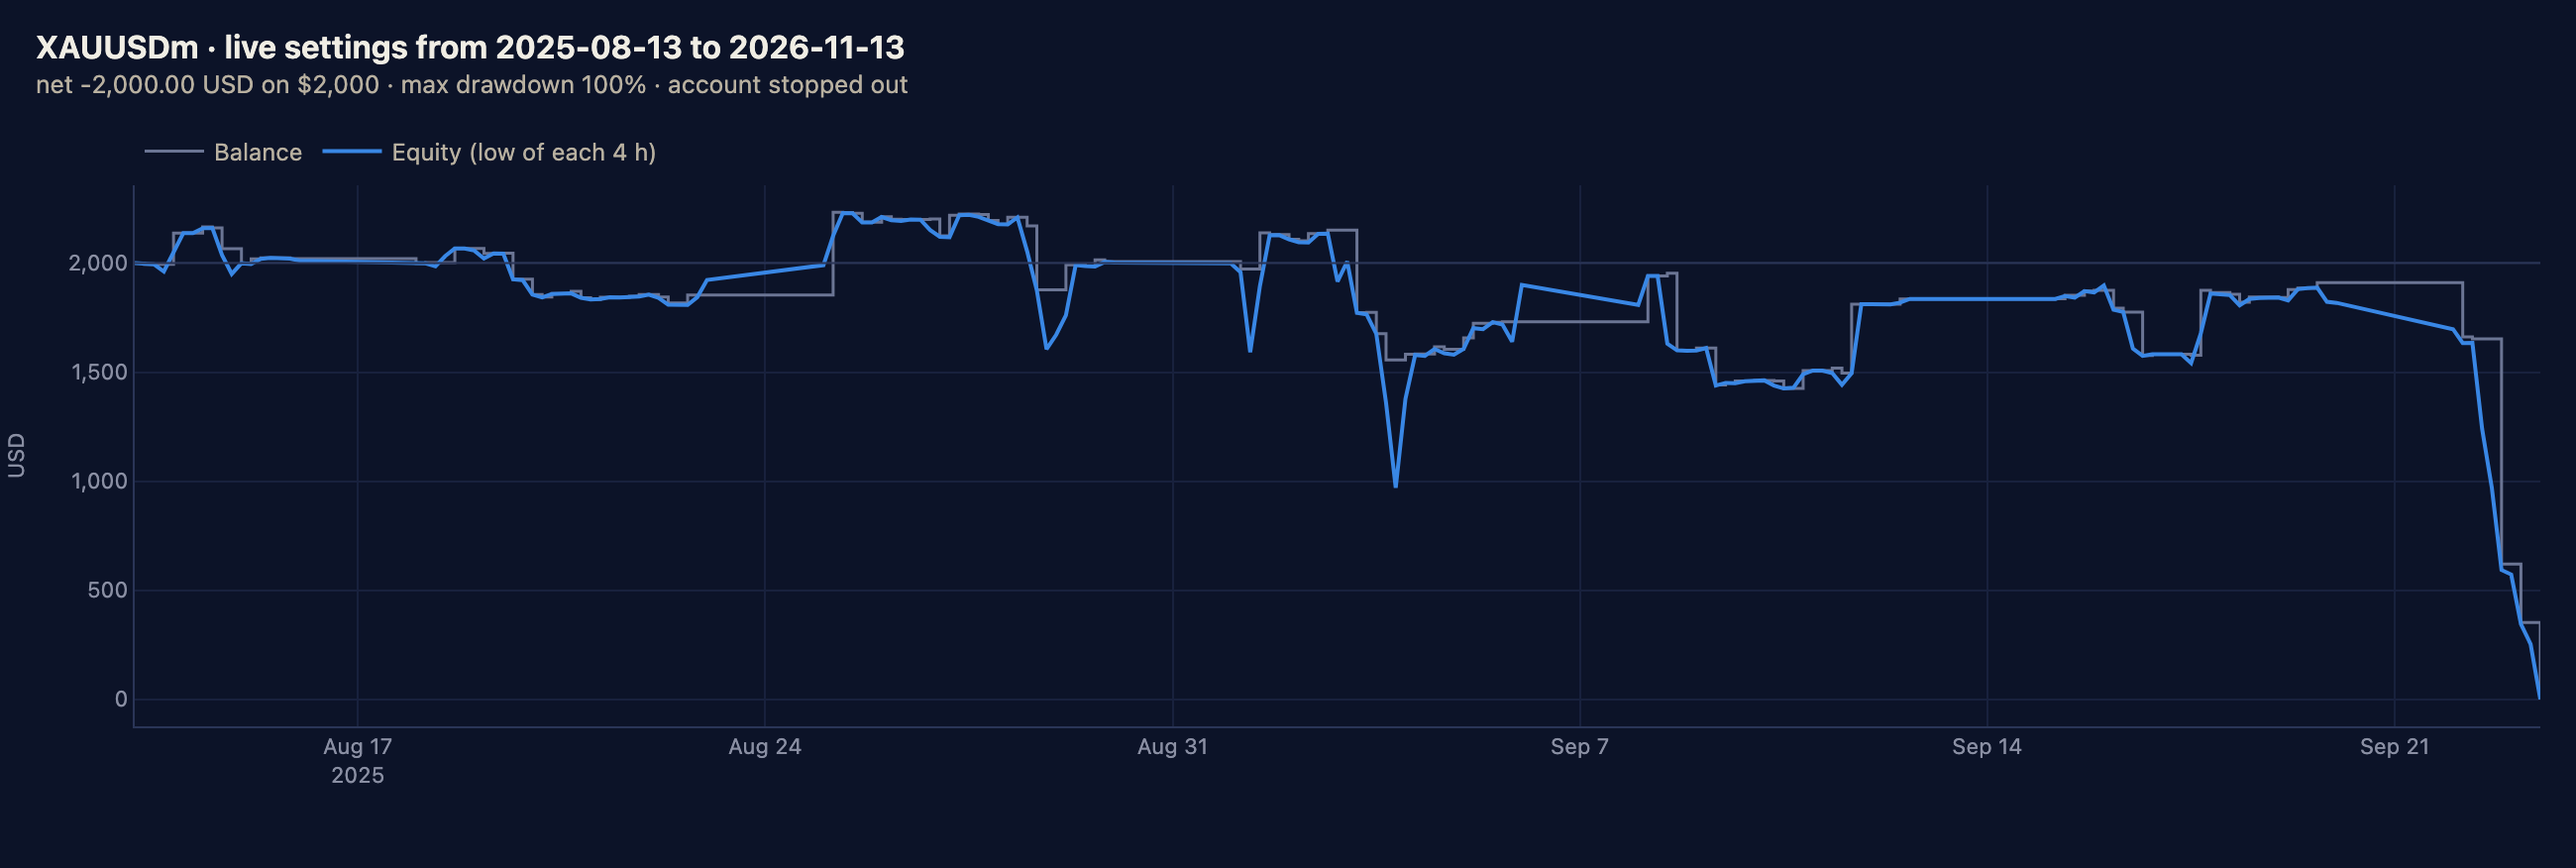 XAUUSDm · live settings from 2025-08-13 to 2026-11-13
net -2,000.00 USD on $2,000 · max drawdown 100% · account stopped out
Balance
Equity (low of each 4 h)
2,000
1,500
1,000
500
0
USD
Aug 17
2025
Aug 24
Aug 31
Sep 7
Sep 14
Sep 21